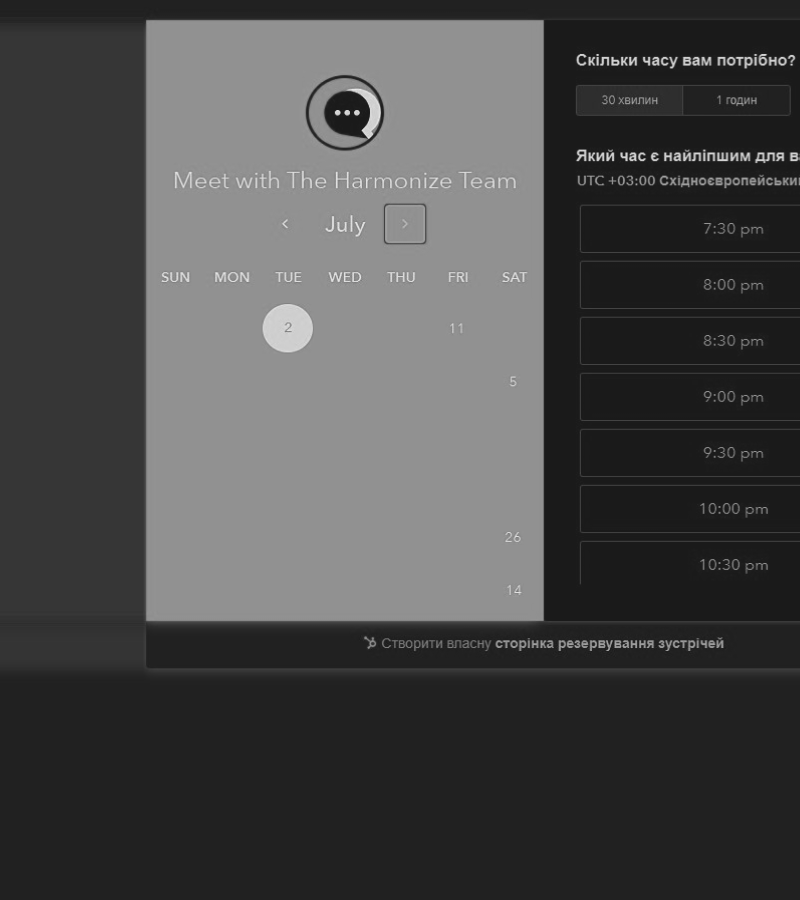 Meet with The Harmonize Team
July
SUN MON TUE WED THU FRI SAT
2 11
5
26
14
Скільки часу вам потрібно?
30 хвилин 1 годин
Який час є найліпшим для
UTC +03:00
7:30 pm
8:00 pm
8:30 pm
9:00 pm
9:30 pm
10:00 pm
10:30 pm
Створити власну сторінка резервування зустрічей